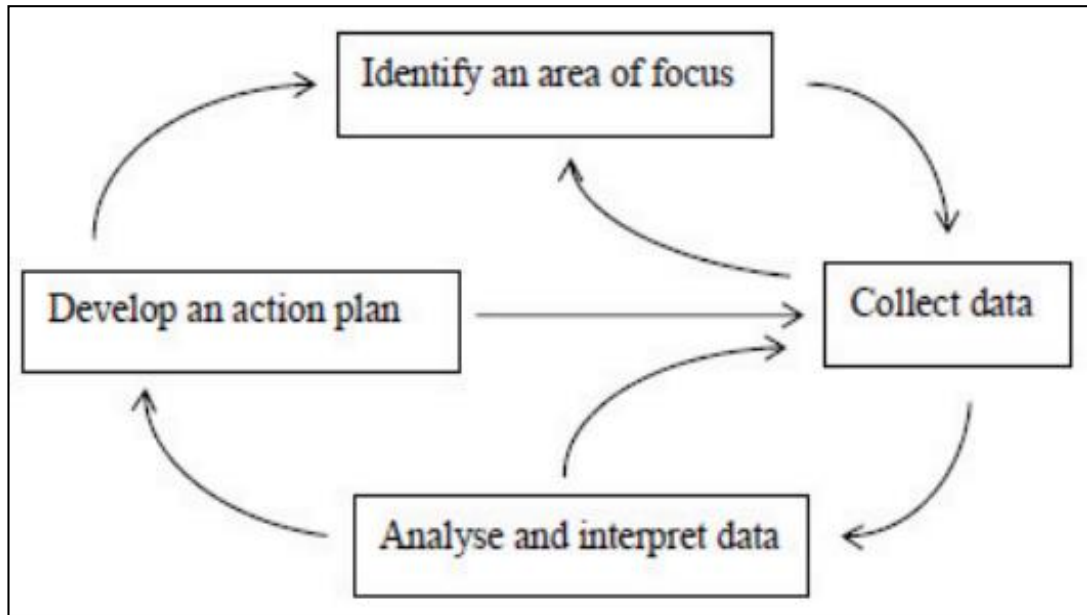 Identify an area of focus
Develop an action plan
Collect data
Analyse and interpret data